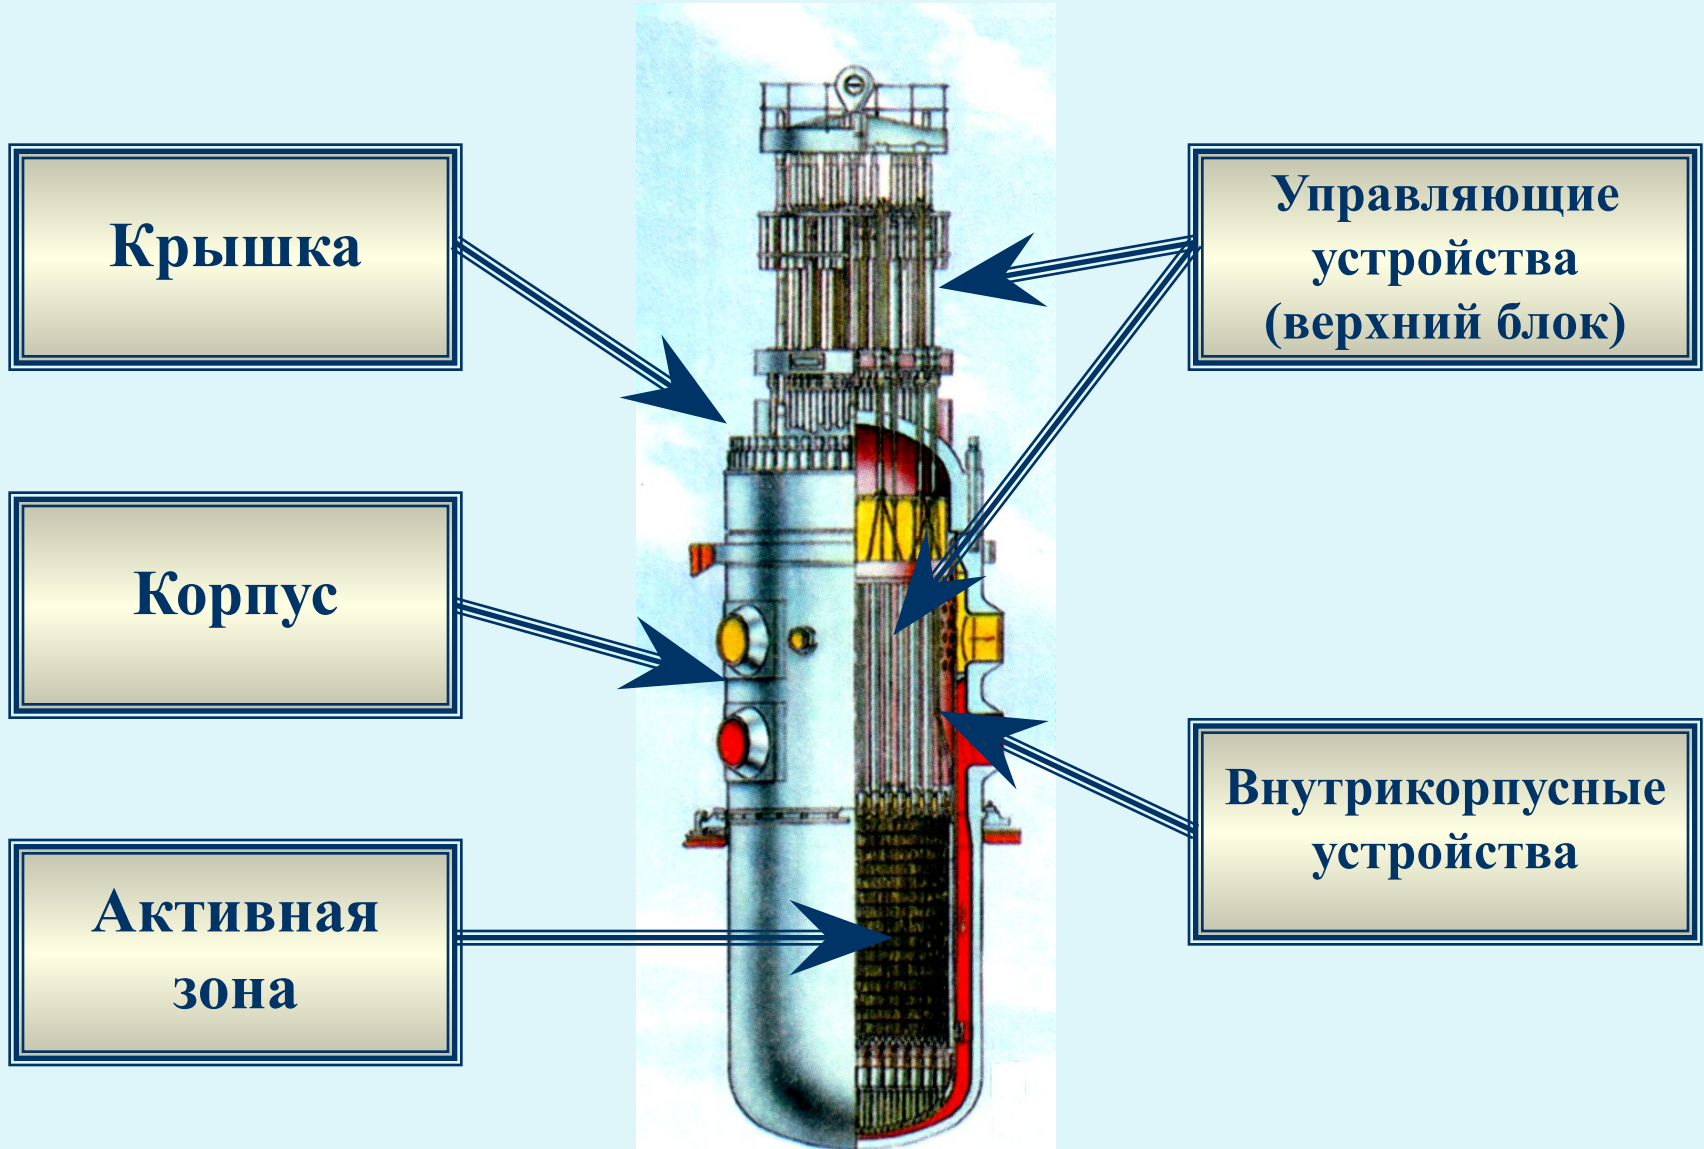 Крышка
Управляющие
устройства
(верхний блок)
Корпус
Внутрикорпусные
устройства
Активная
зона